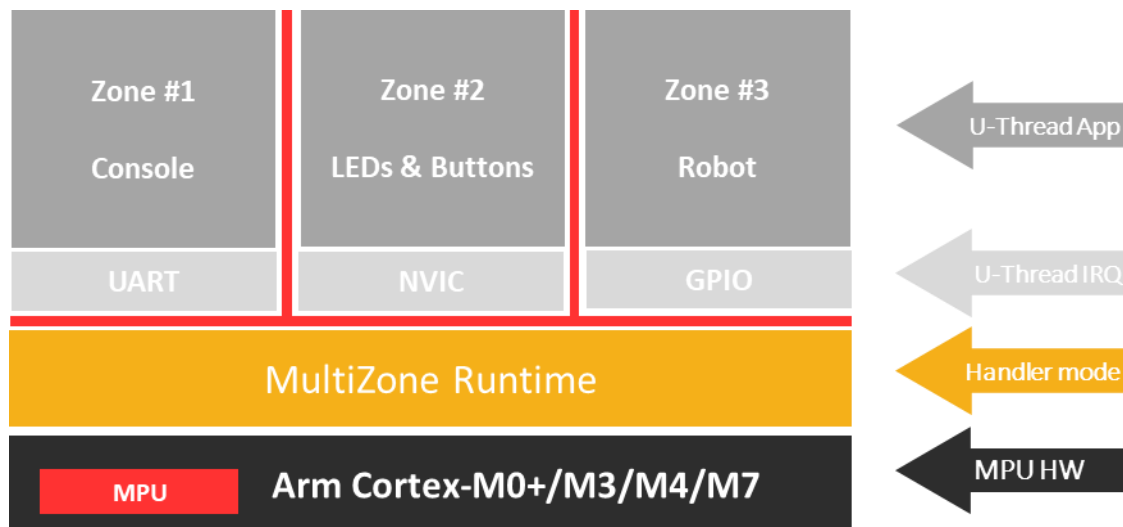 Zone #1
Console
Zone #2
LEDs & Buttons
Zone #3
Robot
U-Thread App
UART
NVIC
GPIO
U-Thread IRQ
MultiZone Runtime
Handler mode
MPU
Arm Cortex-M0+/M3/M4/M7
MPU HW